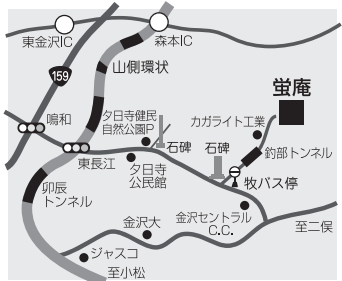 東金沢IC
森本IC
159
山側環状
蛍庵
鳴和
夕日寺健民
自然公園P
カガライト工業
石碑
石碑
釣部トンネル
東長江
夕日寺
公民館
牧バス停
卯辰
トンネル
金沢大
金沢セントラル
C.C.
至二俣
ジャスコ
至小松